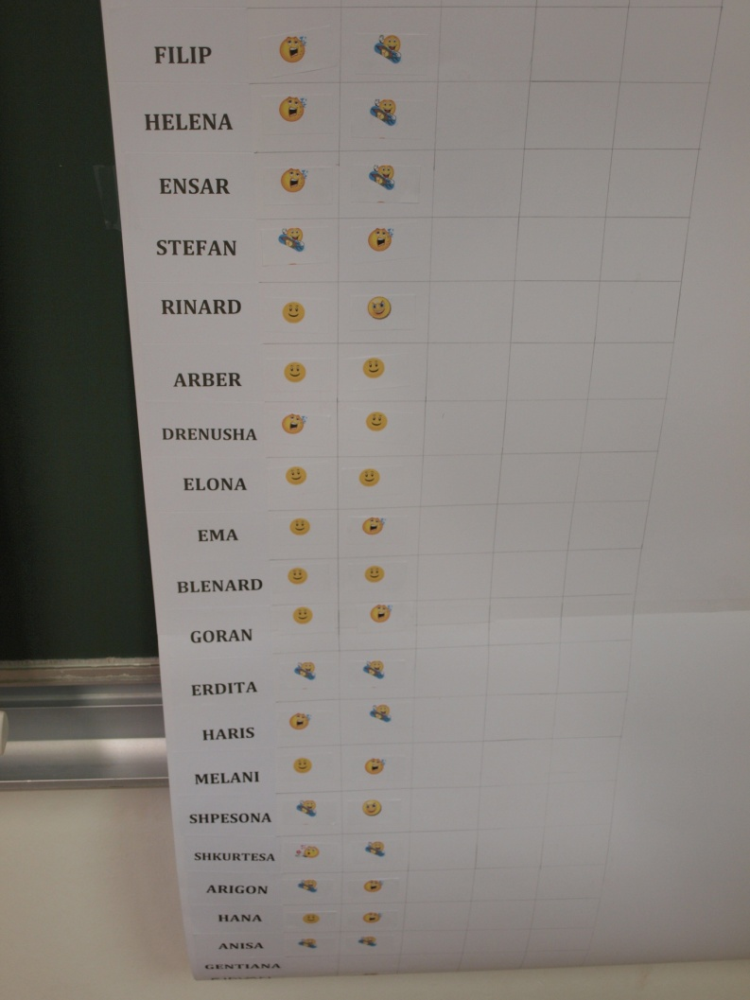 FILIP
HELENA
ENSAR
STEFAN
RINARD
ARBER
DRENUSHA
ELONA
EMA
BLENARD
GORAN
ERDITA
HARIS
MELANI
SHPESONA
SHKURTESA
ARIGON
HANA
ANISA
GENTIANA